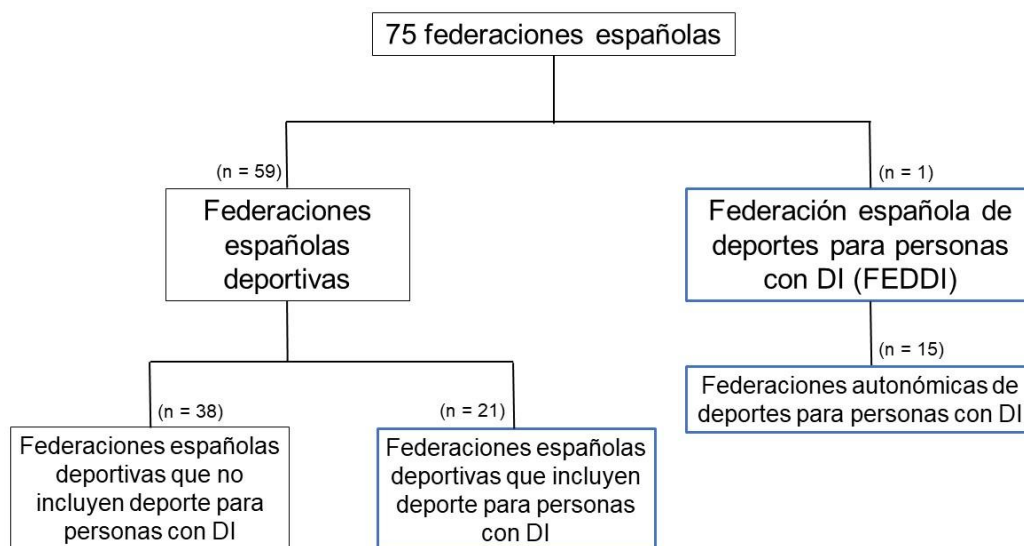 75 federaciones españolas
(n = 59)
Federaciones
españolas
deportivas
(n = 1)
Federación española de
deportes para personas
con DI (FEDDI)
(n = 15)
Federaciones autonómicas de
deportes para personas con DI
(n = 38)
Federaciones españolas
deportivas que no
incluyen deporte para
personas con DI
(n = 21)
Federaciones españolas
deportivas que incluyen
deporte para personas
con DI